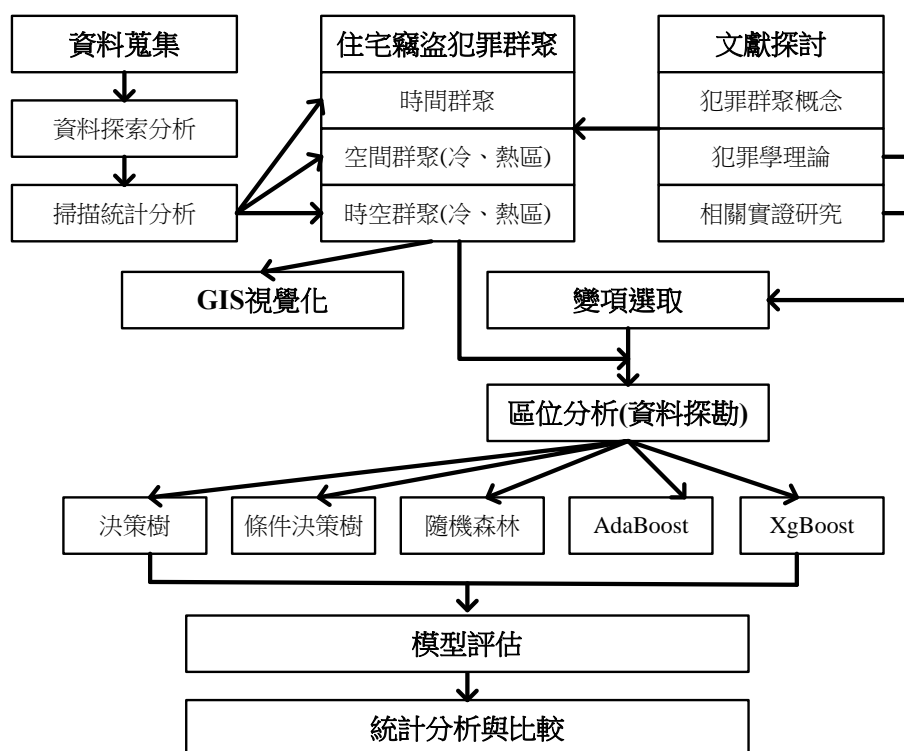 資料蒐集
資料探索分析
掃描統計分析
住宅竊盜犯罪群聚
時間群聚
空間群聚(冷、熱區)
時空群聚(冷、熱區)
文獻探討
犯罪群聚概念
犯罪學理論
相關實證研究
GIS視覺化
變項選取
區位分析(資料探勘)
決策樹
條件決策樹
隨機森林
AdaBoost
XgBoost
模型評估
統計分析與比較